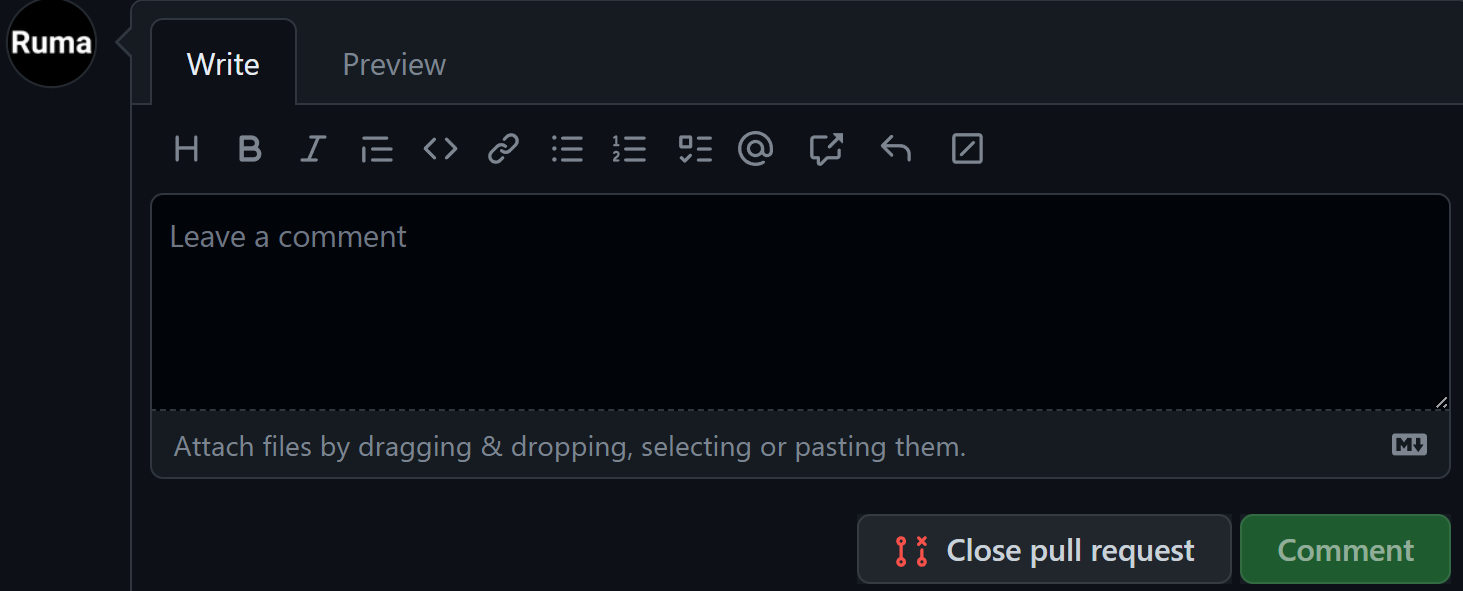 Ruma
Write
Preview
Leave a comment
Attach files by dragging & dropping, selecting or pasting them.
Close pull request
Comment